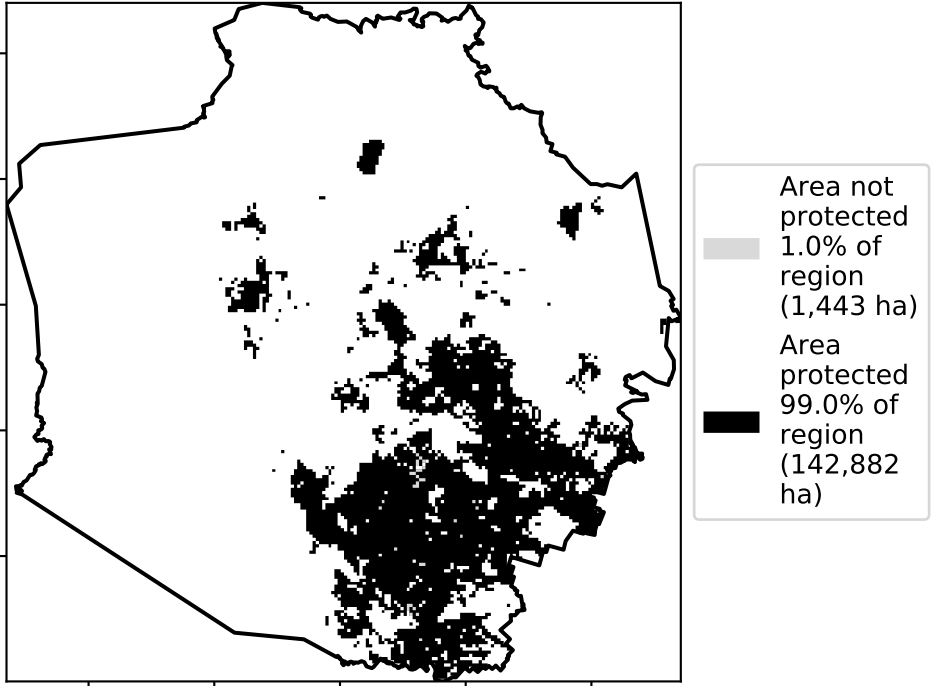 Area not
protected
1.0% of
region
(1,443 ha)
Area
protected
99.0% of
region
(142,882
ha)